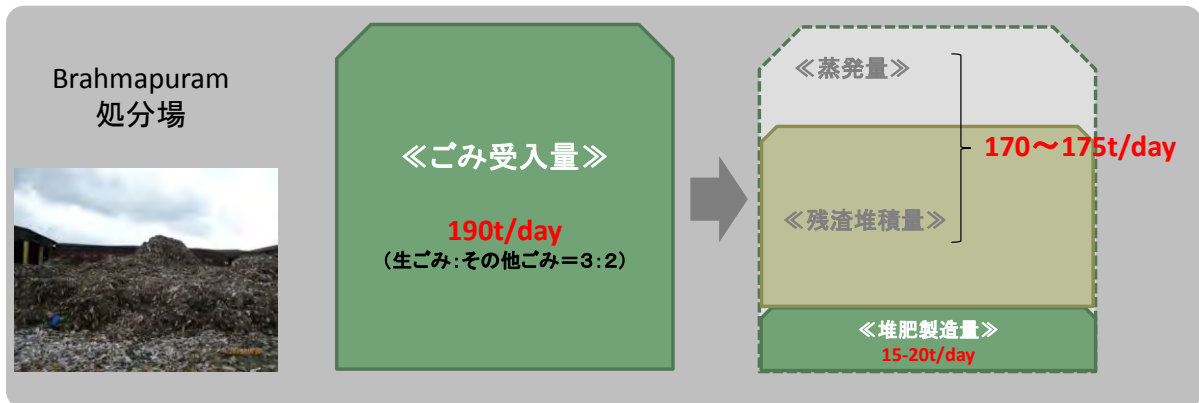 Brahmapuram
処分場
≪ごみ受入量≫
190t/day
（生ごみ：その他ごみ＝３：２）
≪蒸発量≫
170～175t/day
≪残渣堆積量≫
≪堆肥製造量≫
15-20t/day